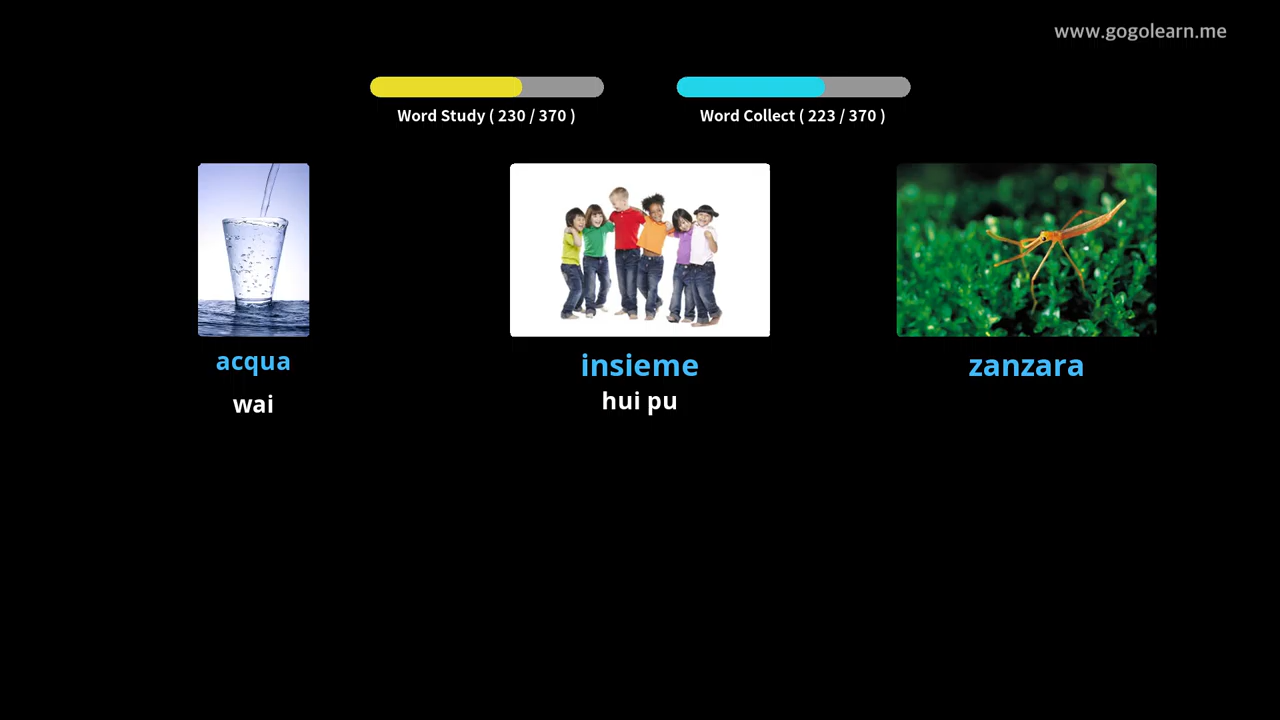 www.gogolearn.me
Word Study ( 230 / 370 )
Word Collect ( 223 / 370 )
acqua
wai
insieme
hui pu
zanzara